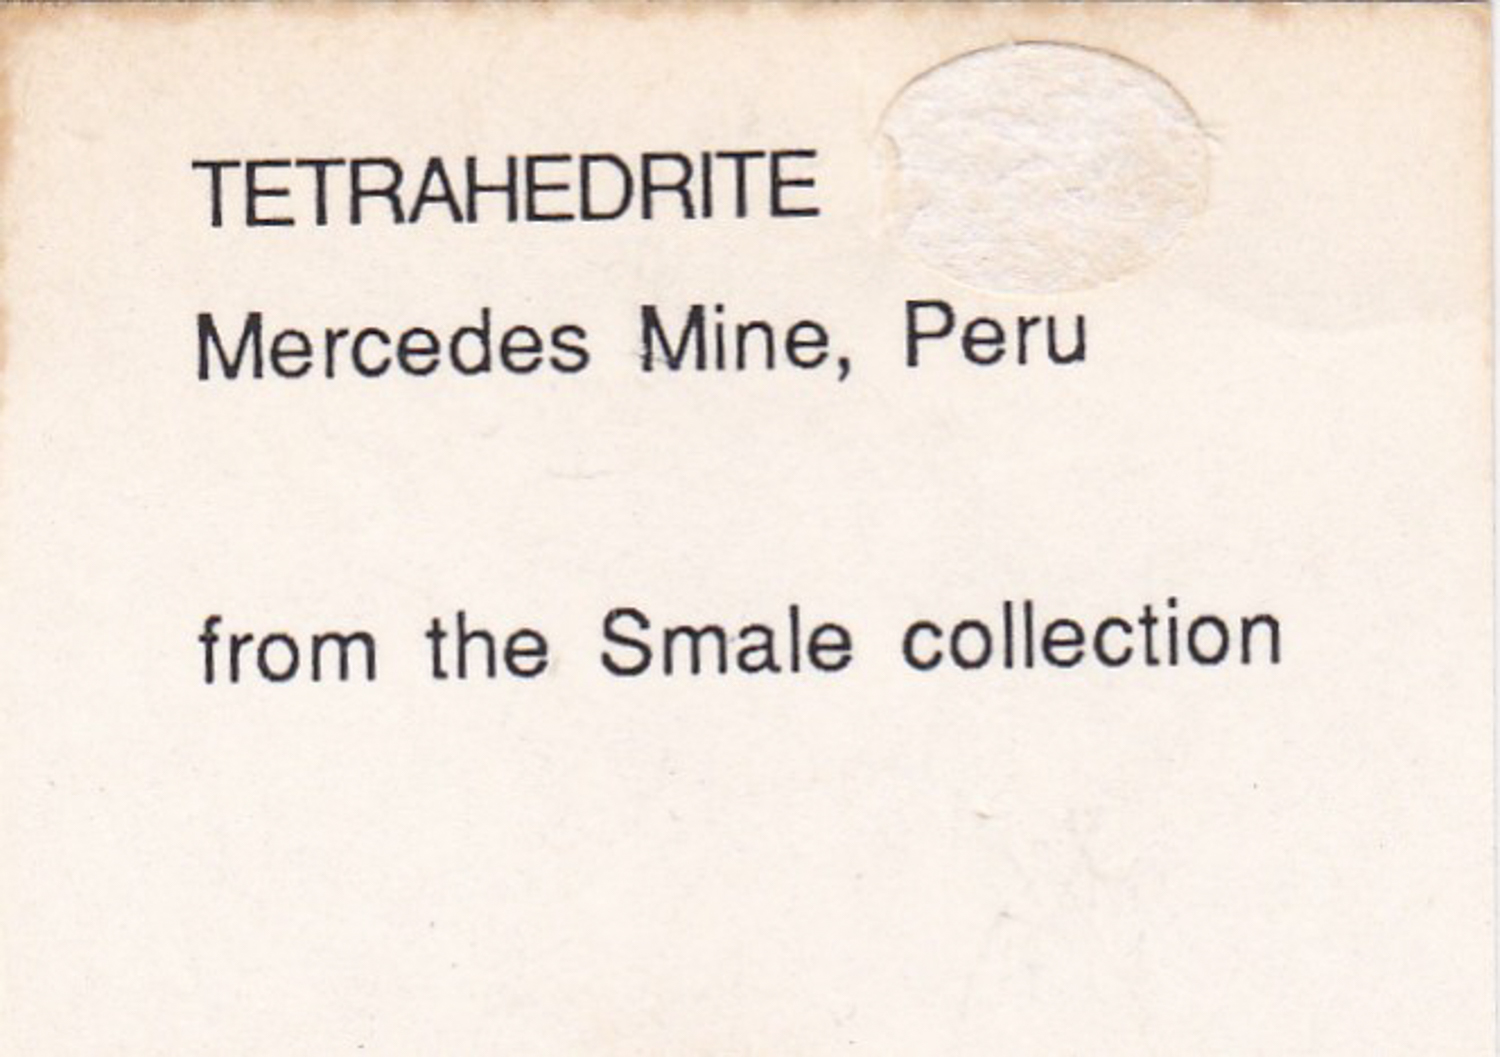 TETRAHEDRITE
Mercedes Mine, Peru
from the Smale collection